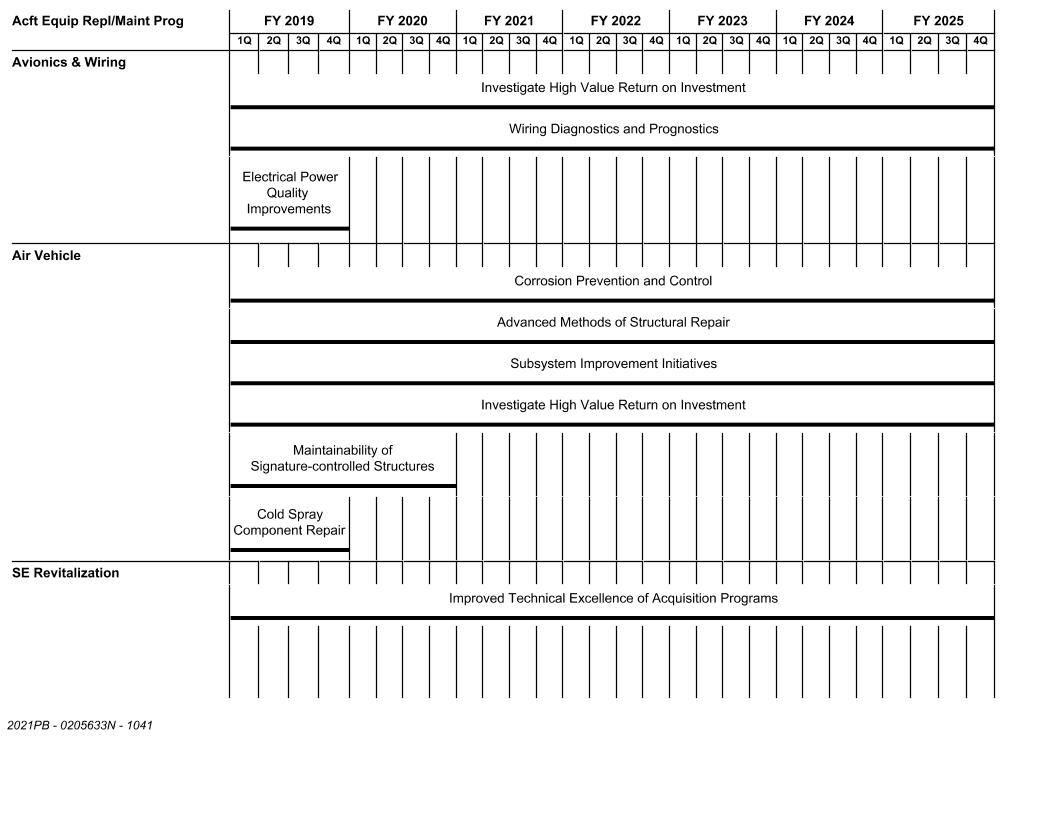 Acft Equip Repl/Maint Prog FY 2019 FY 2020 FY 2021 FY 2022 FY 2023 FY 2024 FY 2025
1Q 2Q 3Q 4Q 1Q 2Q 3Q 4Q 1Q 2Q 3Q 4Q 1Q 2Q 3Q 4Q 1Q 2Q 3Q 4Q 1Q 2Q 3Q 4Q 1Q 2Q 3Q 4Q
Avionics & Wiring
Investigate High Value Return on Investment
Wiring Diagnostics and Prognostics
Electrical Power
Quality
Improvements
Air Vehicle
Corrosion Prevention and Control
Advanced Methods of Structural Repair
Subsystem Improvement Initiatives
Investigate High Value Return on Investment
Maintainability of
Signature-controlled Structures
Cold Spray
Component Repair
SE Revitalization
Improved Technical Excellence of Acquisition Programs
2021PB - 0205633N - 1041